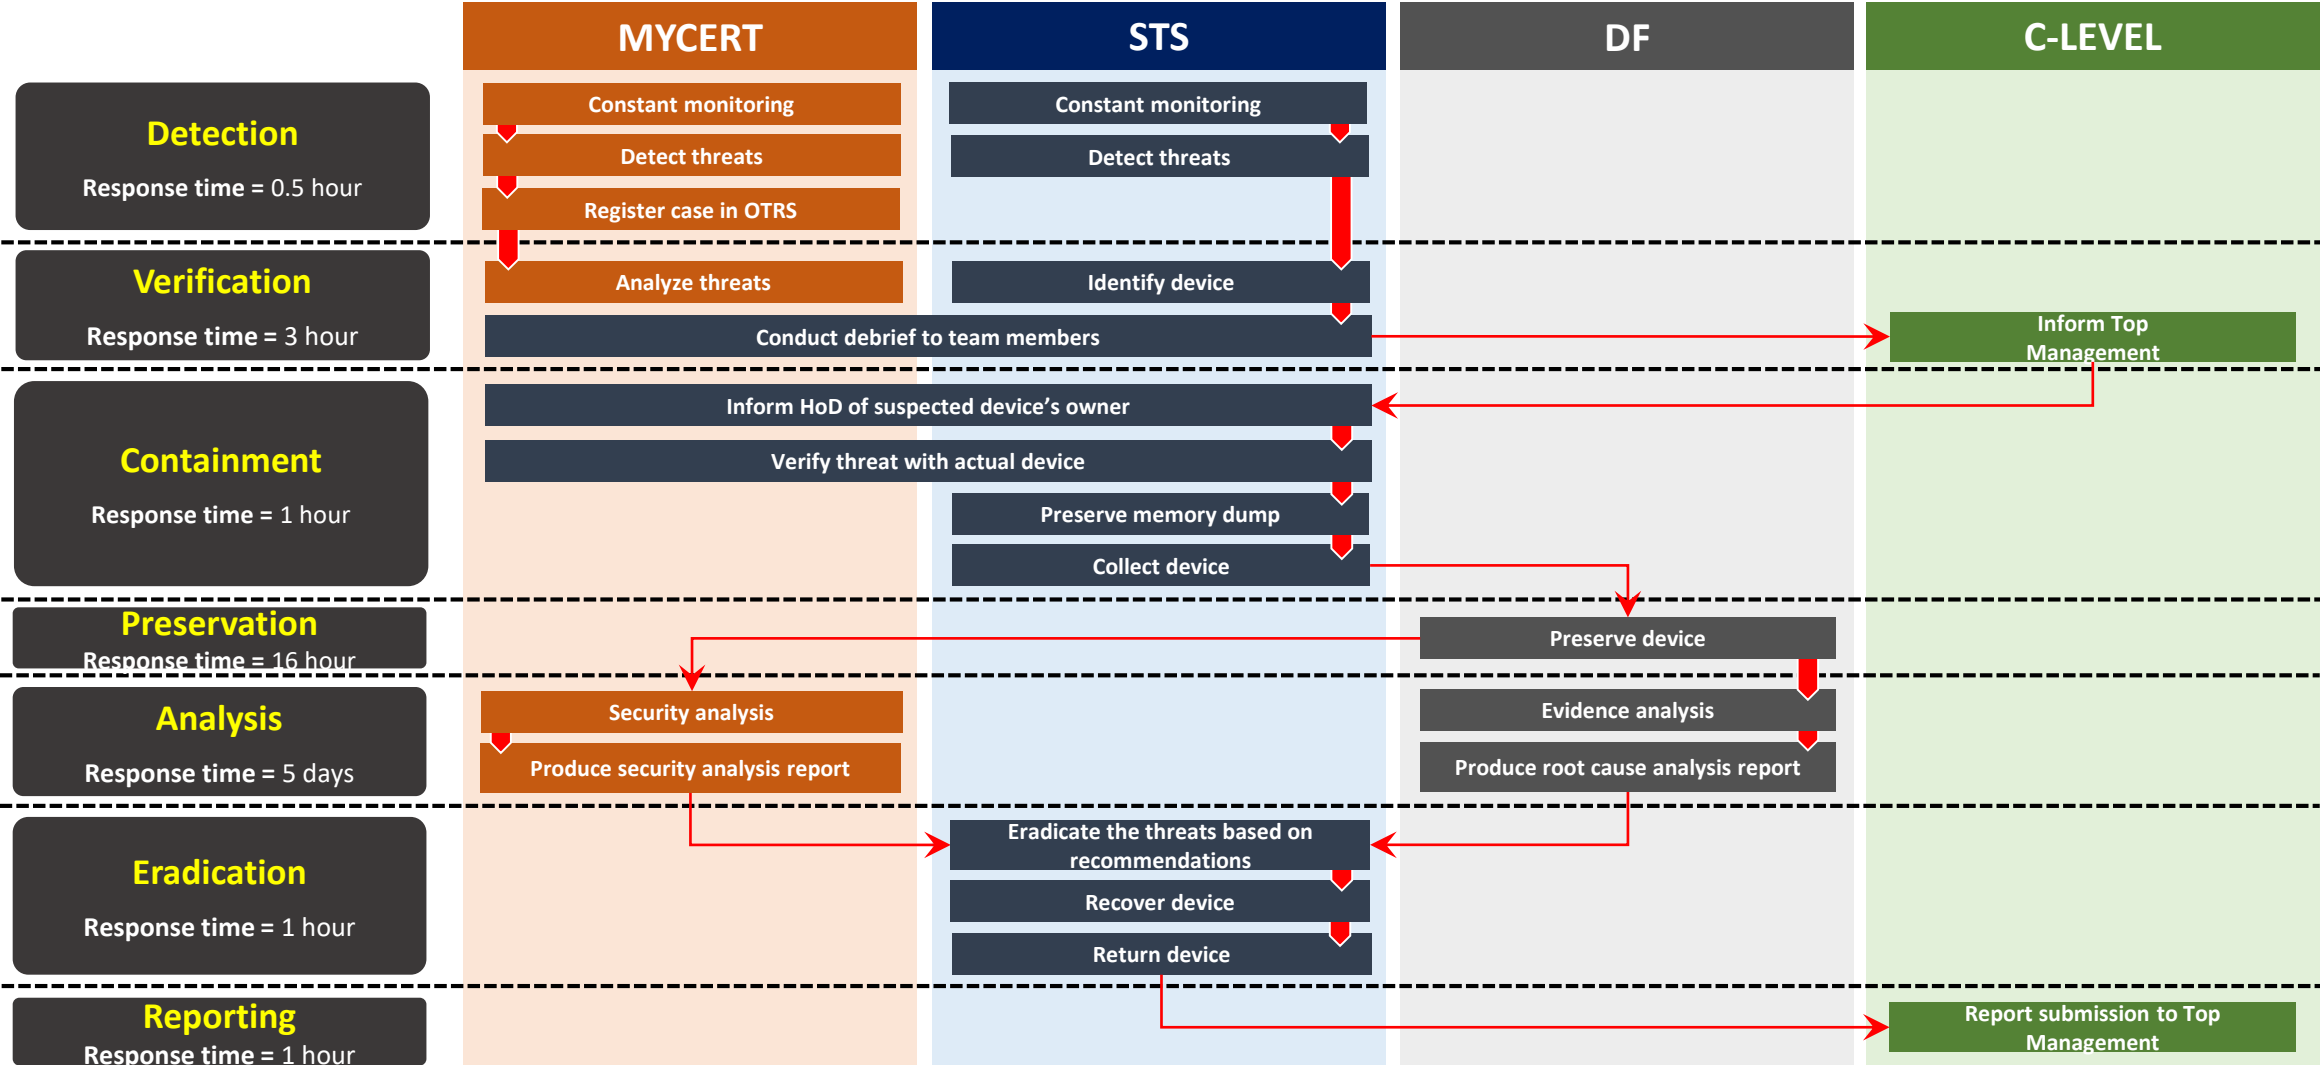 MYCERT
STS
DF
C-LEVEL
Detection
Response time = 0.5 hour
Constant monitoring
Detect threats
Register case in OTRS
Constant monitoring
Detect threats
Verification
Response time = 3 hour
Analyze threats
Identify device
Conduct debrief to team members
Inform Top
Management
Containment
Response time = 1 hour
Inform HoD of suspected device's owner
Verify threat with actual device
Preserve memory dump
Collect device
Preservation
Response time = 16 hour
Preserve device
Analysis
Response time = 5 days
Security analysis
Produce security analysis report
Evidence analysis
Produce root cause analysis report
Eradication
Response time = 1 hour
Eradicate the threats based on
recommendations
Recover device
Return device
Reporting
Response time = 1 hour
Report submission to Top
Management